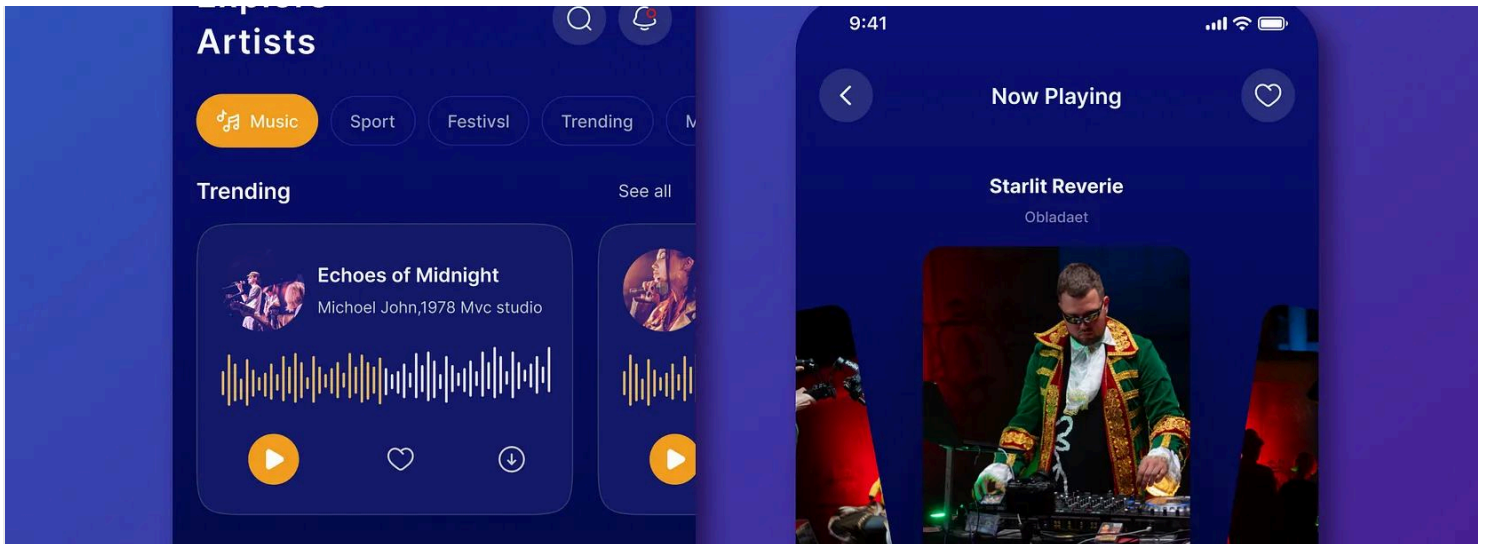 Explore
Artists
Music
Sport
Festivsl
Trending
M
Trending
See all
Echoes of Midnight
Michoel John,1978 Mvc studio
9:41
Now Playing
Starlit Reverie
Obladaet